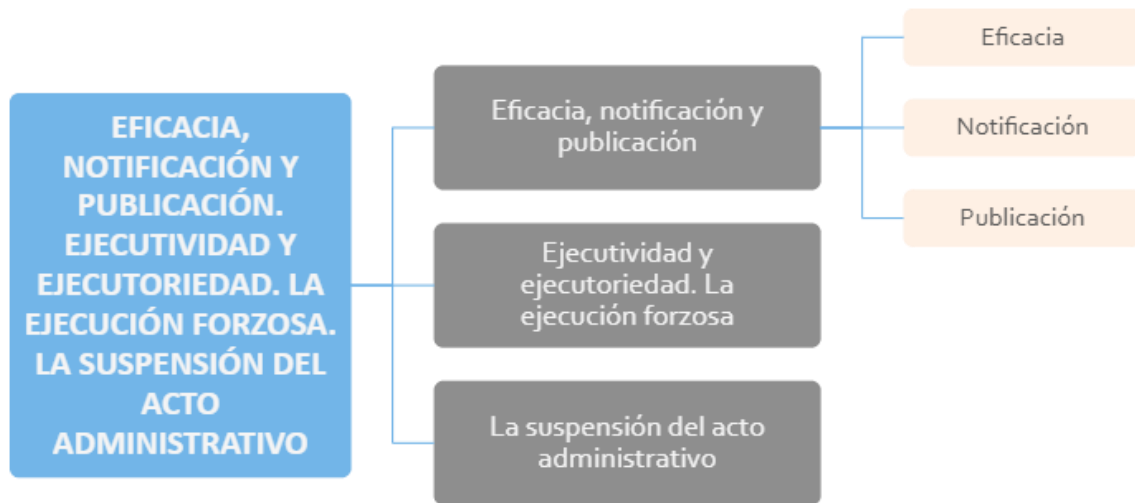 EFICACIA,
NOTIFICACIÓN Y
PUBLICACIÓN.
EJECUTIVIDAD Y
EJECUTORIEDAD. LA
EJECUCIÓN FORZOSA.
LA SUSPENSIÓN DEL
ACTO
ADMINISTRATIVO
Eficacia, notificación y
publicación
Eficacia
Notificación
Publicación
Ejecutividad y
ejecutoriedad. La
ejecución forzosa
La suspensión del acto
administrativo